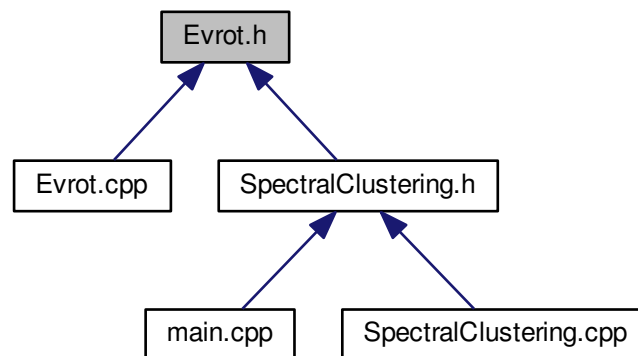 Evrot.h
Evrot.cpp
SpectralClustering.h
main.cpp
SpectralClustering.cpp